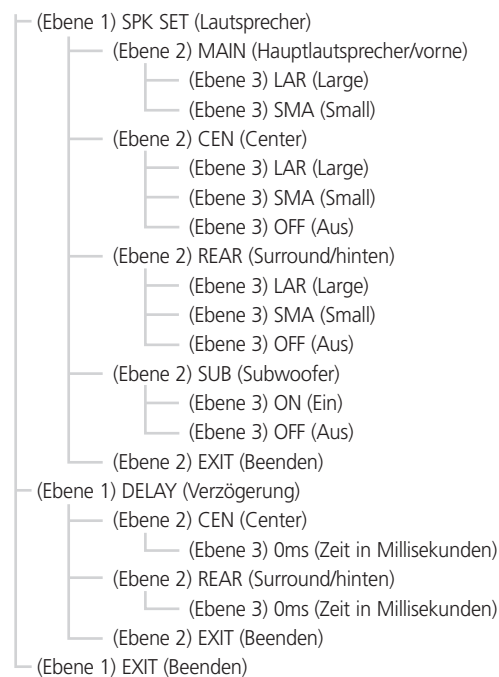 (Ebene 1) SPK SET (Lautsprecher)
(Ebene 2) MAIN (Hauptlautsprecher/vorne)
(Ebene 3) LAR (Large)
(Ebene 3) SMA (Small)
(Ebene 2) CEN (Center)
(Ebene 3) LAR (Large)
(Ebene 3) SMA (Small)
(Ebene 3) OFF (Aus)
(Ebene 2) REAR (Surround/hinten)
(Ebene 3) LAR (Large)
(Ebene 3) SMA (Small)
(Ebene 3) OFF (Aus)
(Ebene 2) SUB (Subwoofer)
(Ebene 3) ON (Ein)
(Ebene 3) OFF (Aus)
(Ebene 2) EXIT (Beenden)
(Ebene 1) DELAY (Verzögerung)
(Ebene 2) CEN (Center)
(Ebene 3) 0ms (Zeit in Millisekunden)
(Ebene 2) REAR (Surround/hinten)
(Ebene 3) 0ms (Zeit in Millisekunden)
(Ebene 2) EXIT (Beenden)
(Ebene 1) EXIT (Beenden)